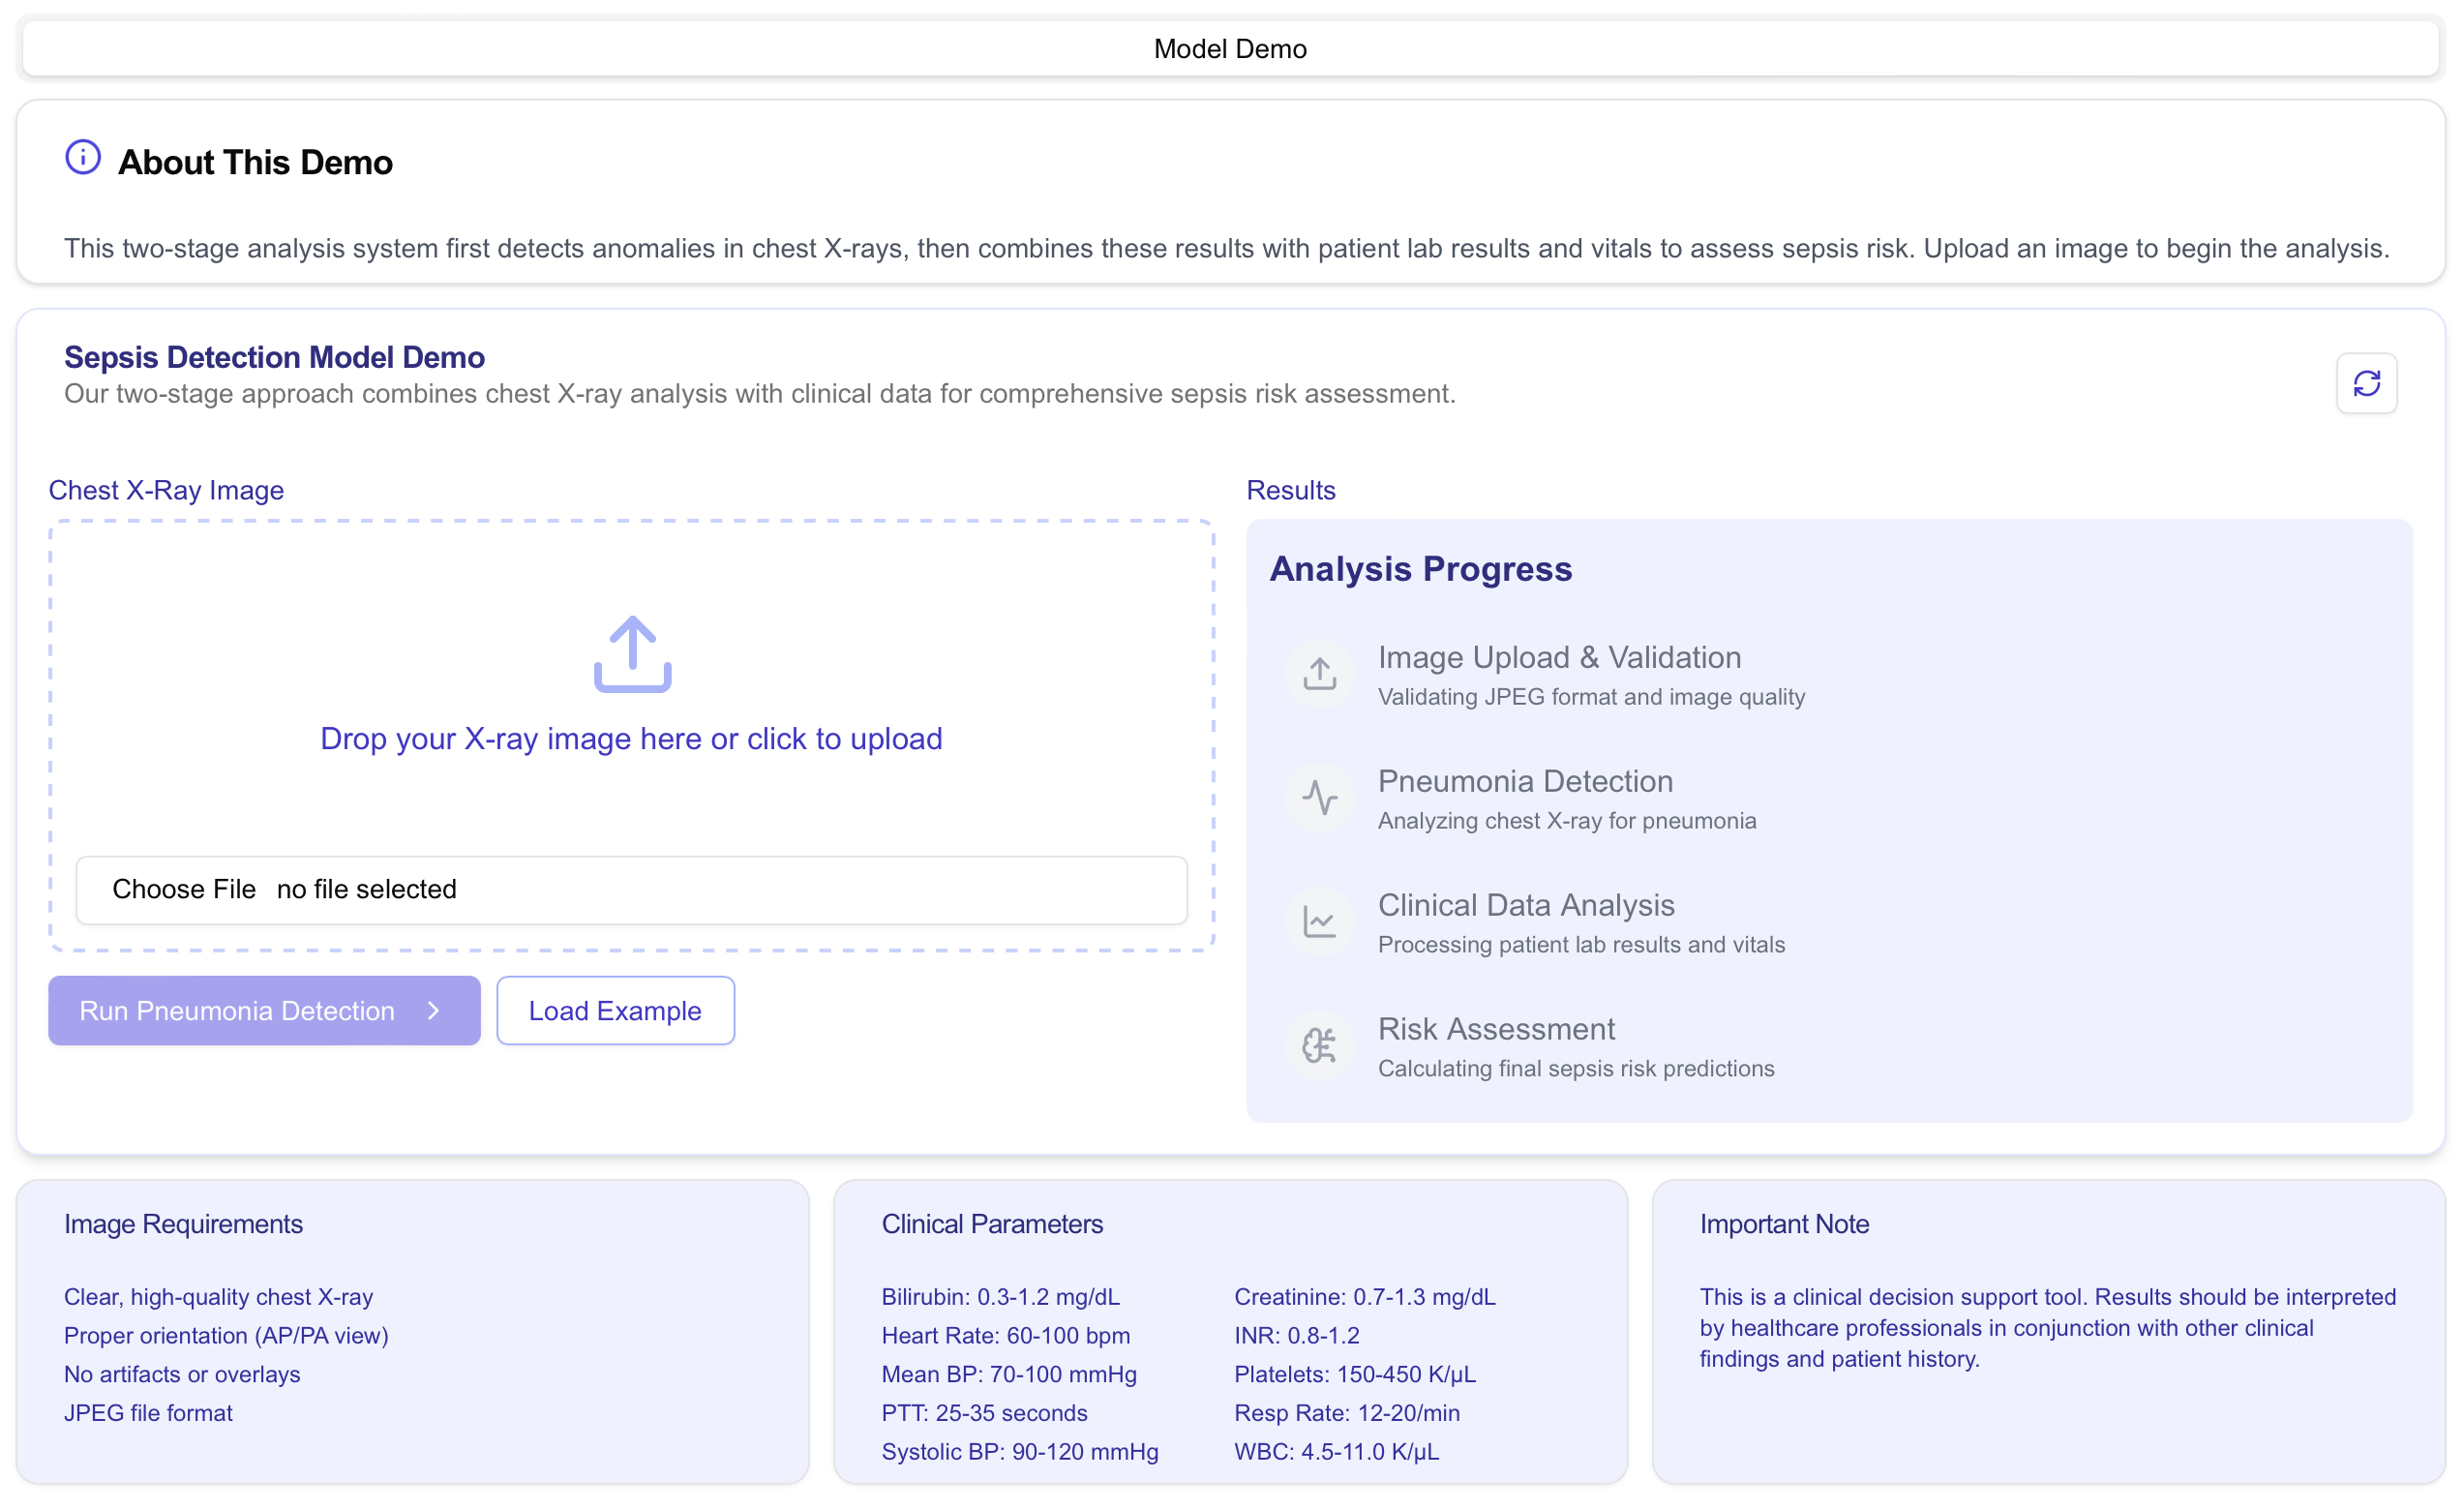 Model Demo
About This Demo
This two-stage analysis system first detects anomalies in chest X-rays, then combines these results with patient lab results and vitals to assess sepsis risk. Upload an image to begin the analysis.
Sepsis Detection Model Demo
Our two-stage approach combines chest X-ray analysis with clinical data for comprehensive sepsis risk assessment.
Chest X-Ray Image
Drop your X-ray image here or click to upload
Choose File no file selected
Run Pneumonia Detection
Load Example
Results
Analysis Progress
Image Upload & Validation
Validating JPEG format and image quality
Pneumonia Detection
Analyzing chest X-ray for pneumonia
Clinical Data Analysis
Processing patient lab results and vitals
Risk Assessment
Calculating final sepsis risk predictions
Image Requirements
Clear, high-quality chest X-ray
Proper orientation (AP/PA view)
No artifacts or overlays
JPEG file format
Clinical Parameters
Bilirubin: 0.3-1.2 mg/dL
Creatinine: 0.7-1.3 mg/dL
Heart Rate: 60-100 bpm
INR: 0.8-1.2
Mean BP: 70-100 mmHg
Platelets: 150-450 K/µL
PTT: 25-35 seconds
Resp Rate: 12-20/min
Systolic BP: 90-120 mmHg
WBC: 4.5-11.0 K/µL
Important Note
This is a clinical decision support tool. Results should be interpreted
by healthcare professionals in conjunction with other clinical
findings and patient history.